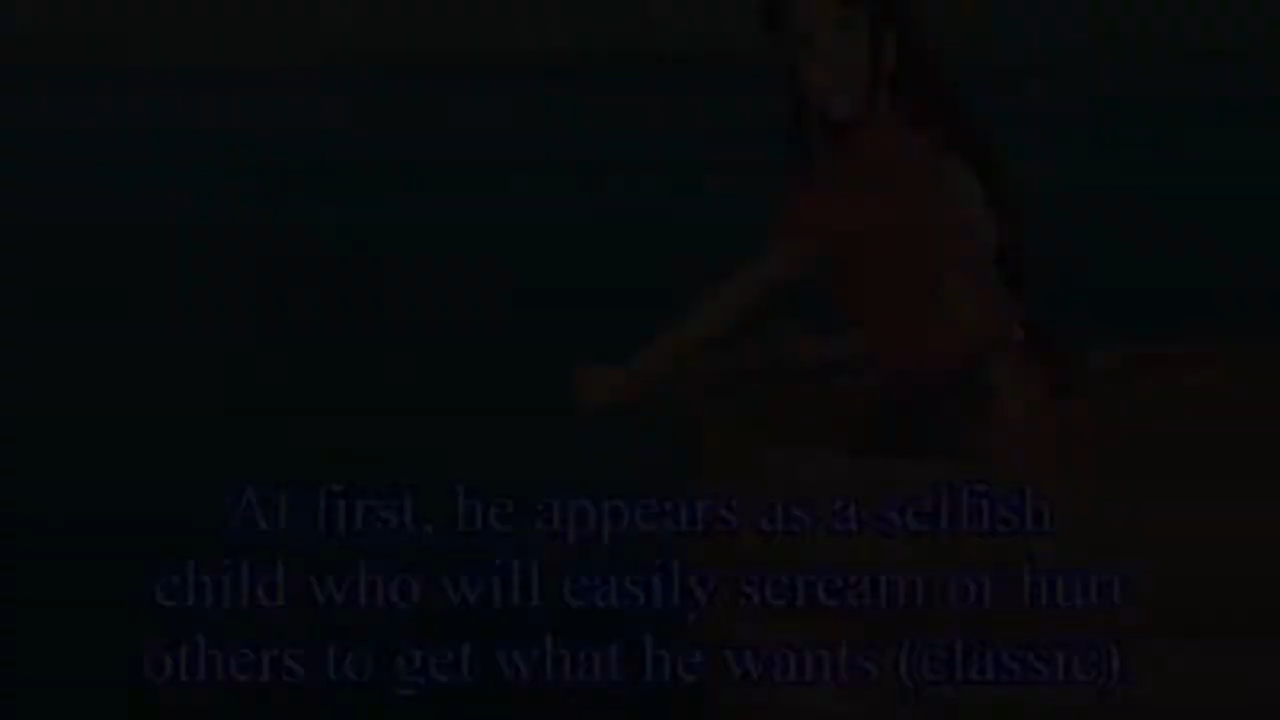 At first, he appears as a selfish
child who will easily scream or hurt
others to get what he wants (classic)